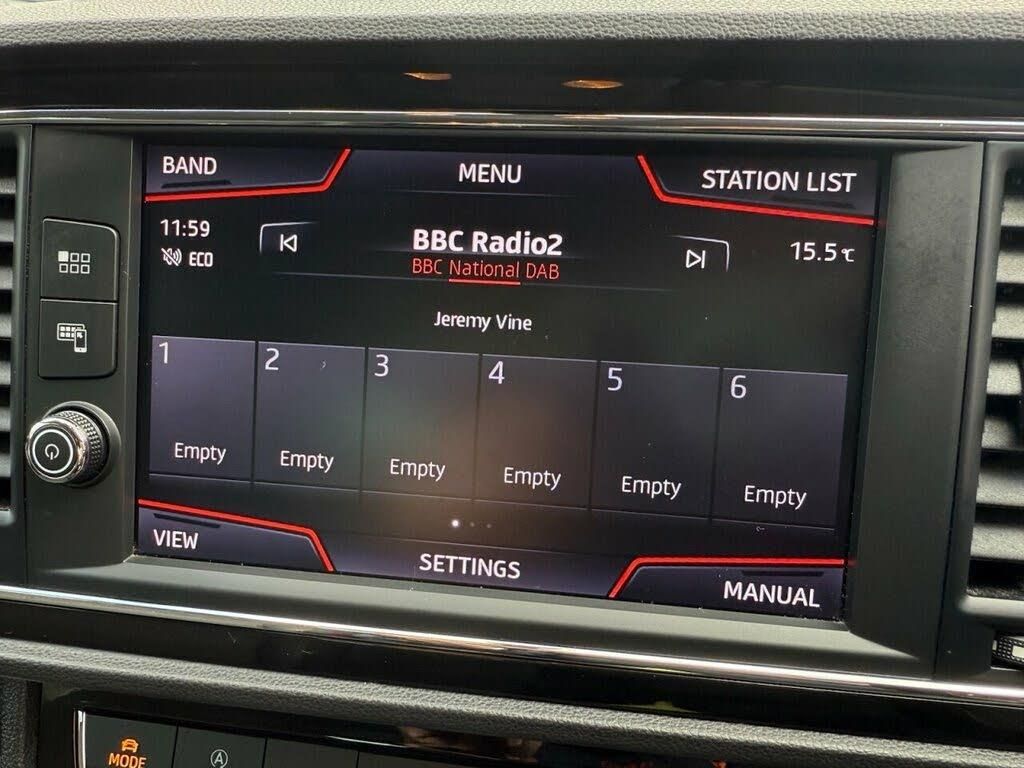 BAND
MENU
STATION LIST
11:59
BBC Radio2
15.5°C
ECO
BBC National DAB
Jeremy Vine
1
2
3
4
5
6
Empty
Empty
Empty
Empty
Empty
Empty
VIEW
SETTINGS
MANUAL
MODE
A